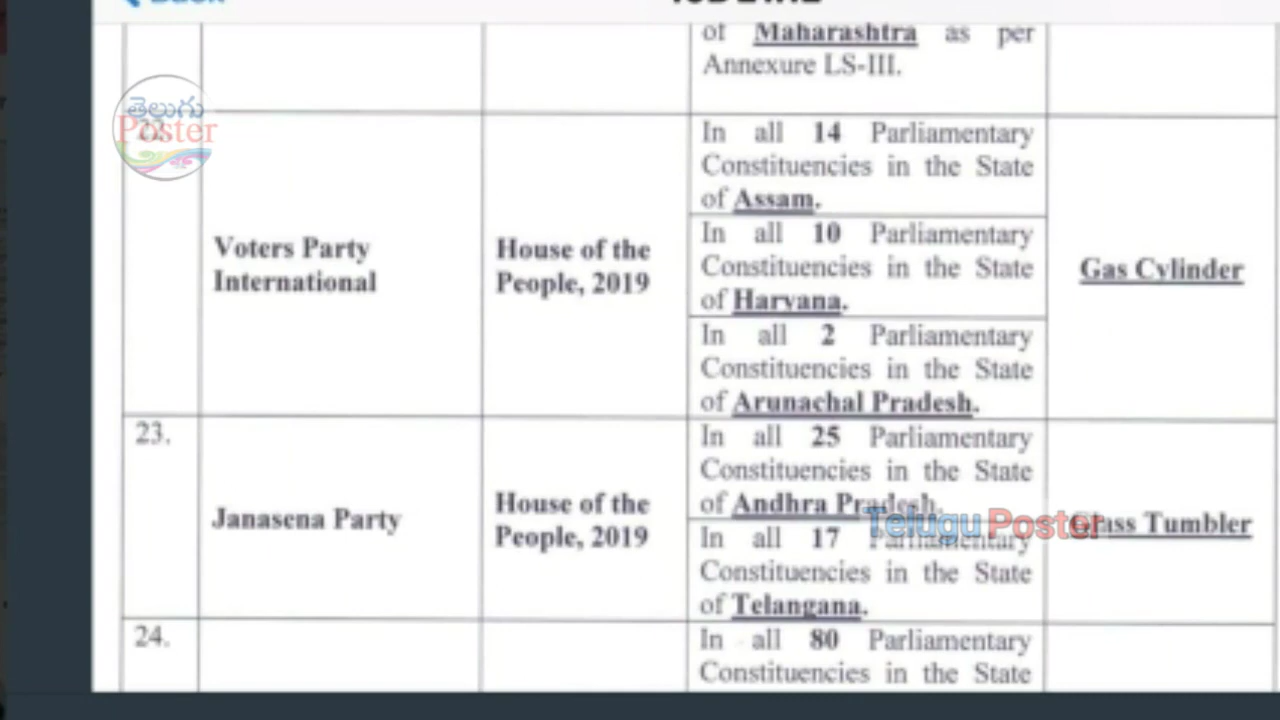 Back
of Maharashtra as per
Annexure LS-III.
తెలుగు
Poster
Voters Party
International
House of the
People, 2019
In all 14 Parliamentary
Constituencies in the State
of Assam.
In all 10 Parliamentary
Constituencies in the State
of Haryana.
In all 2 Parliamentary
Constituencies in the State
of Arunachal Pradesh.
Gas Cylinder
23.
Janasena Party
House of the
People, 2019
In all 25 Parliamentary
Constituencies in the State
of Andhra Pradesh.
In all 17 Parliamentary
Constituencies in the State
of Telangana.
Telugu Poster
Tumbler
24.
In all 80 Parliamentary
Constituencies in the State